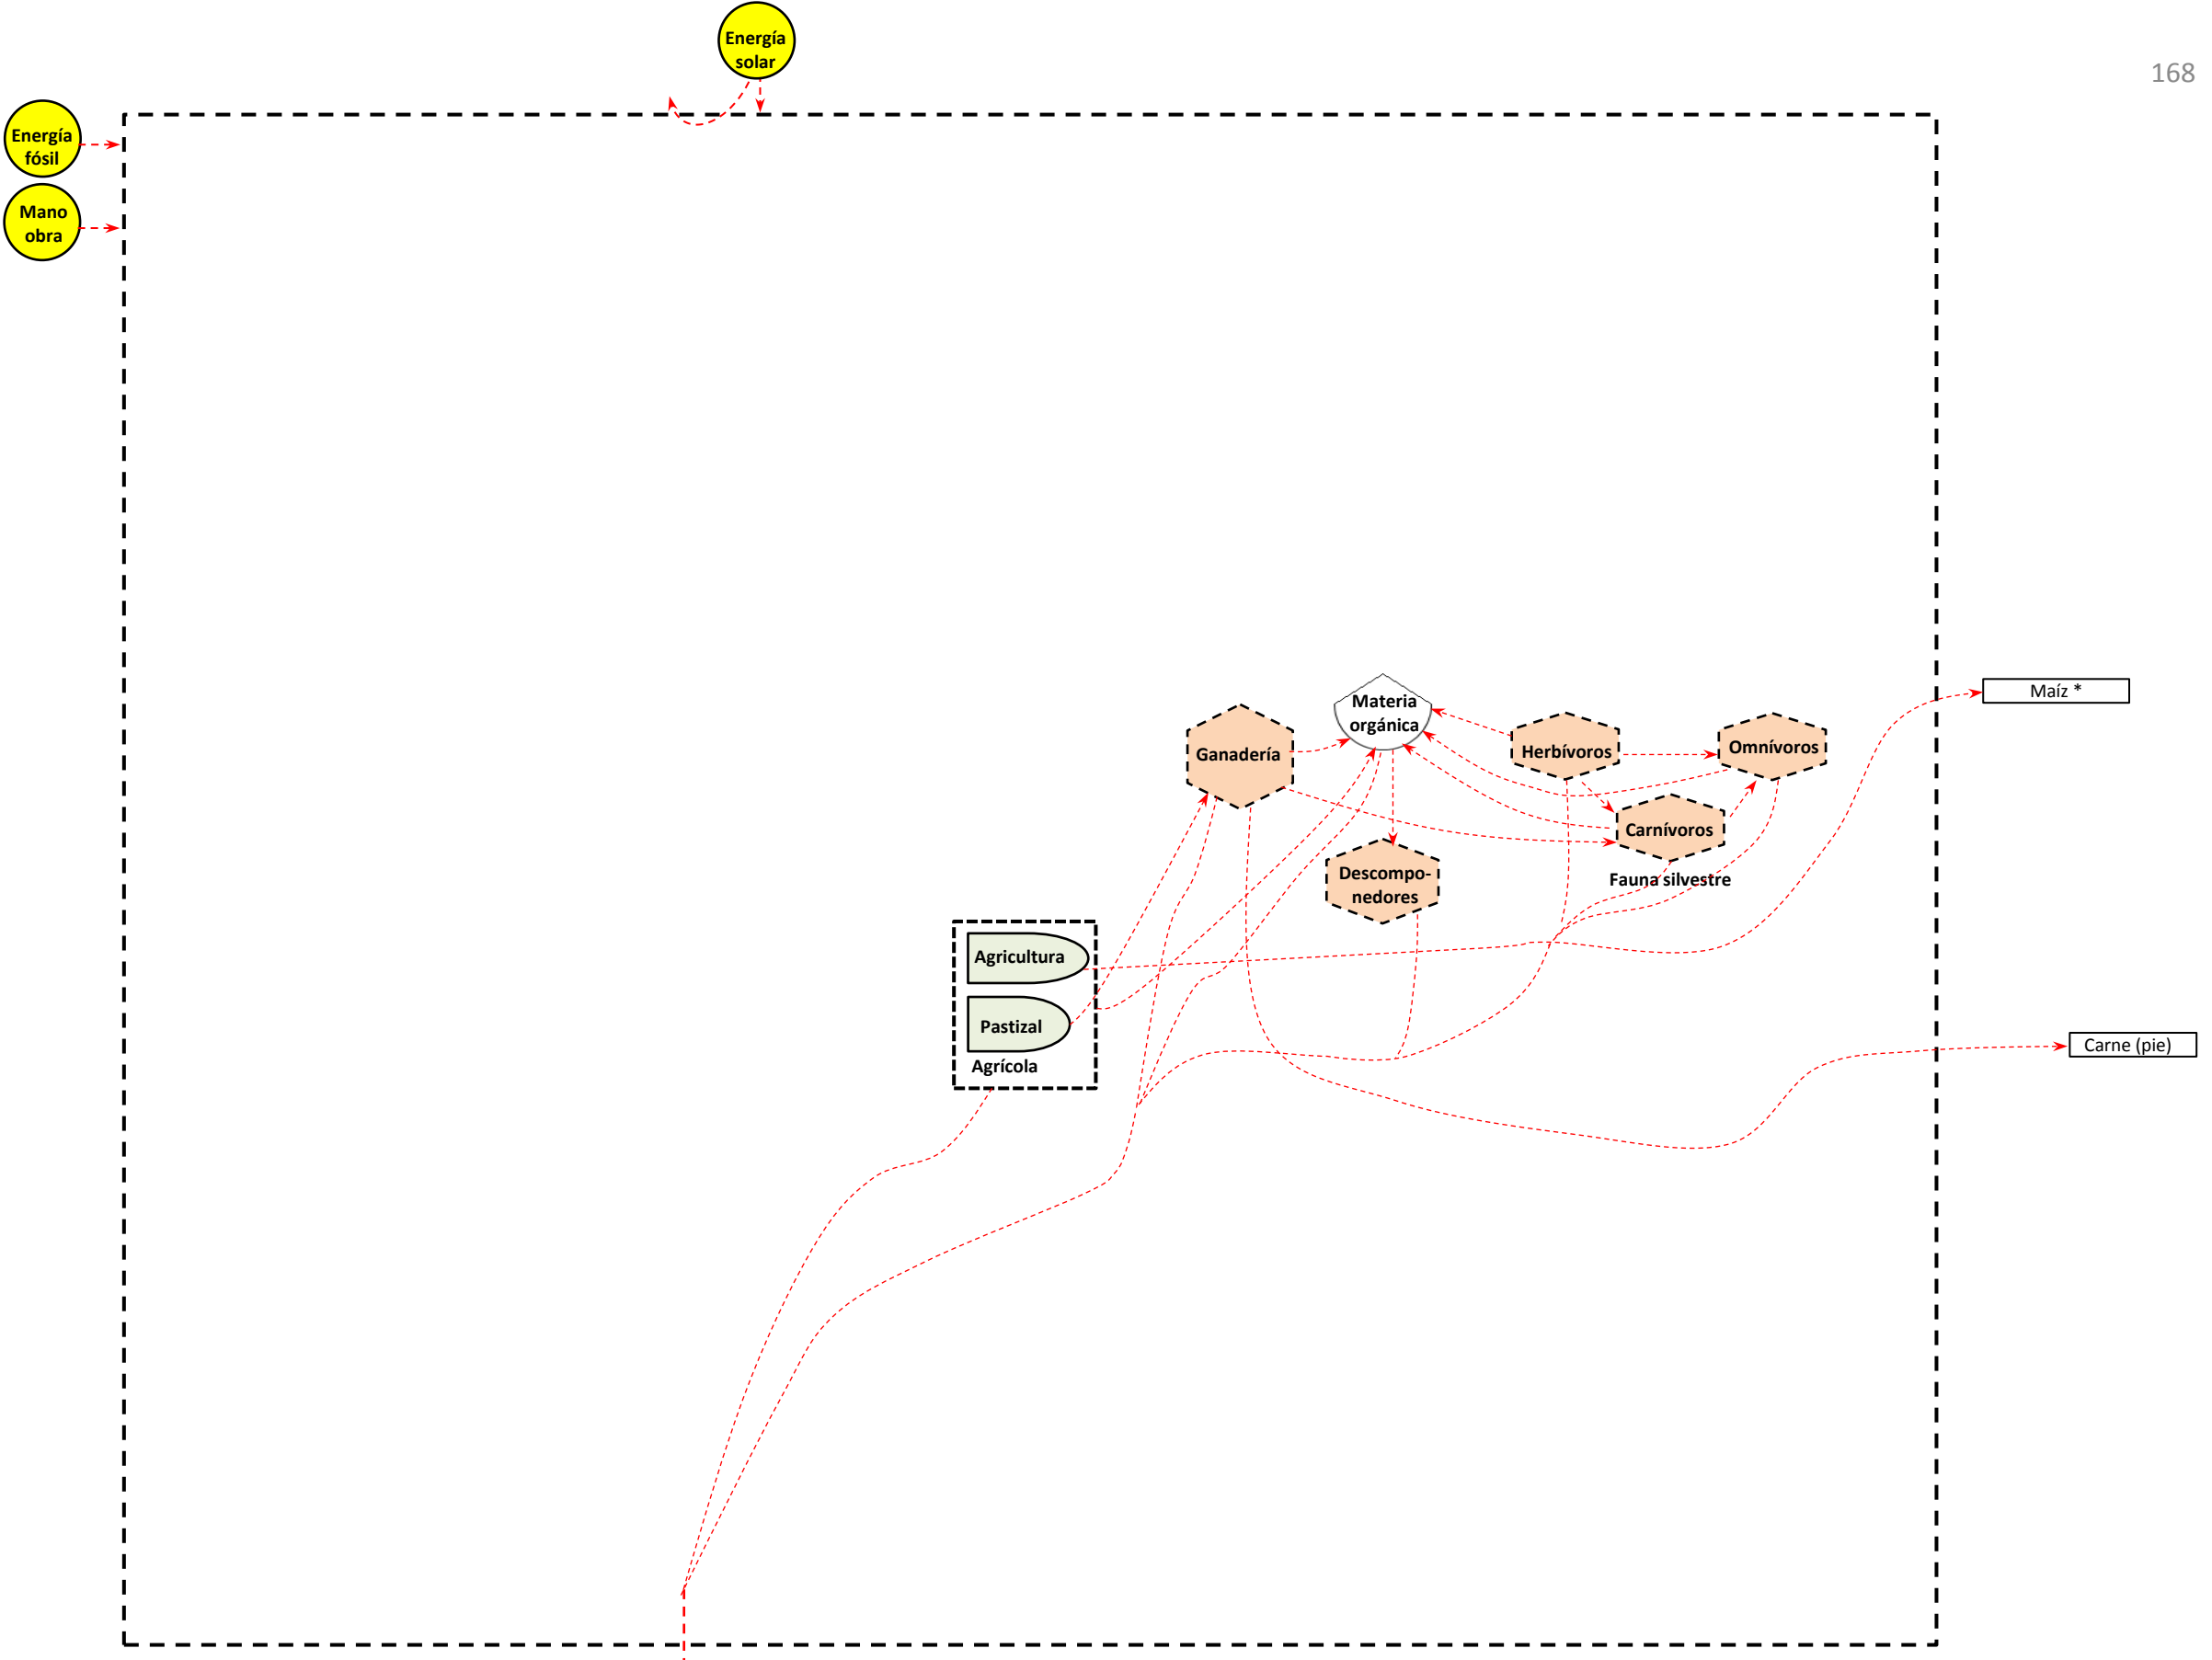 Energía
solar
168
Energía
fósil
Mano
obra
Maíz *
Materia
orgánica
Ganadería
Herbívoros
Omnívoros
Carnívoros
Descompo-
nedores
Fauna silvestre
Agricultura
Pastizal
Agrícola
Carne (pie)